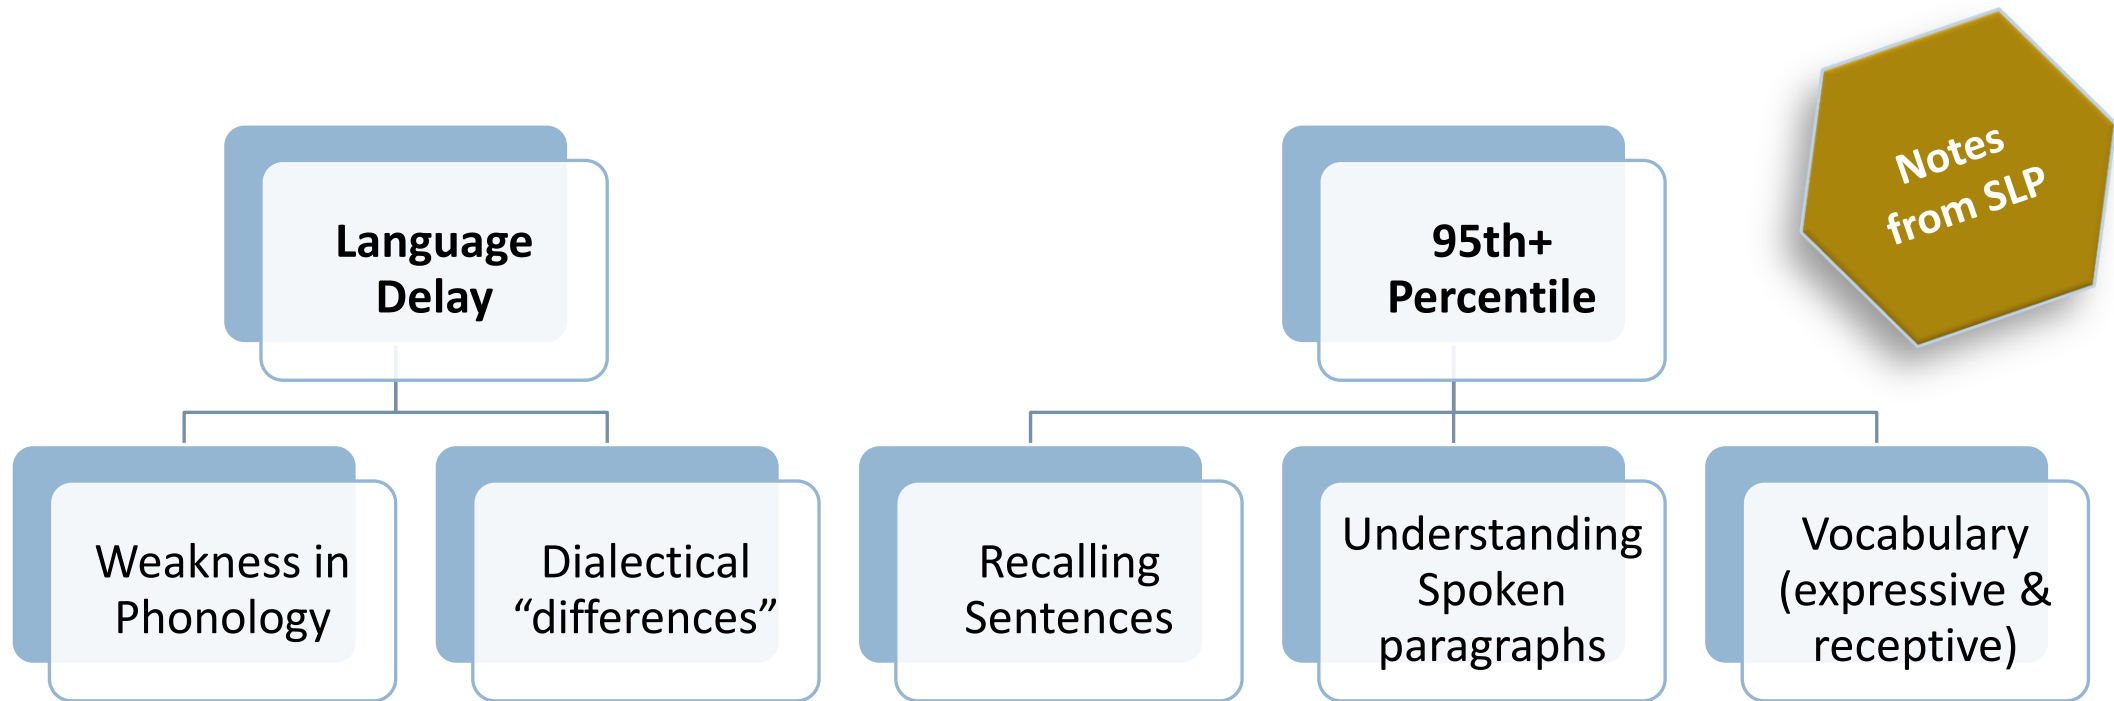 Notes
from SLP
Language
Delay
95th+
Percentile
Weakness in
Phonology
Dialectical
“differences”
Recalling
Sentences
Understanding
Spoken
paragraphs
Vocabulary
(expressive &
receptive)